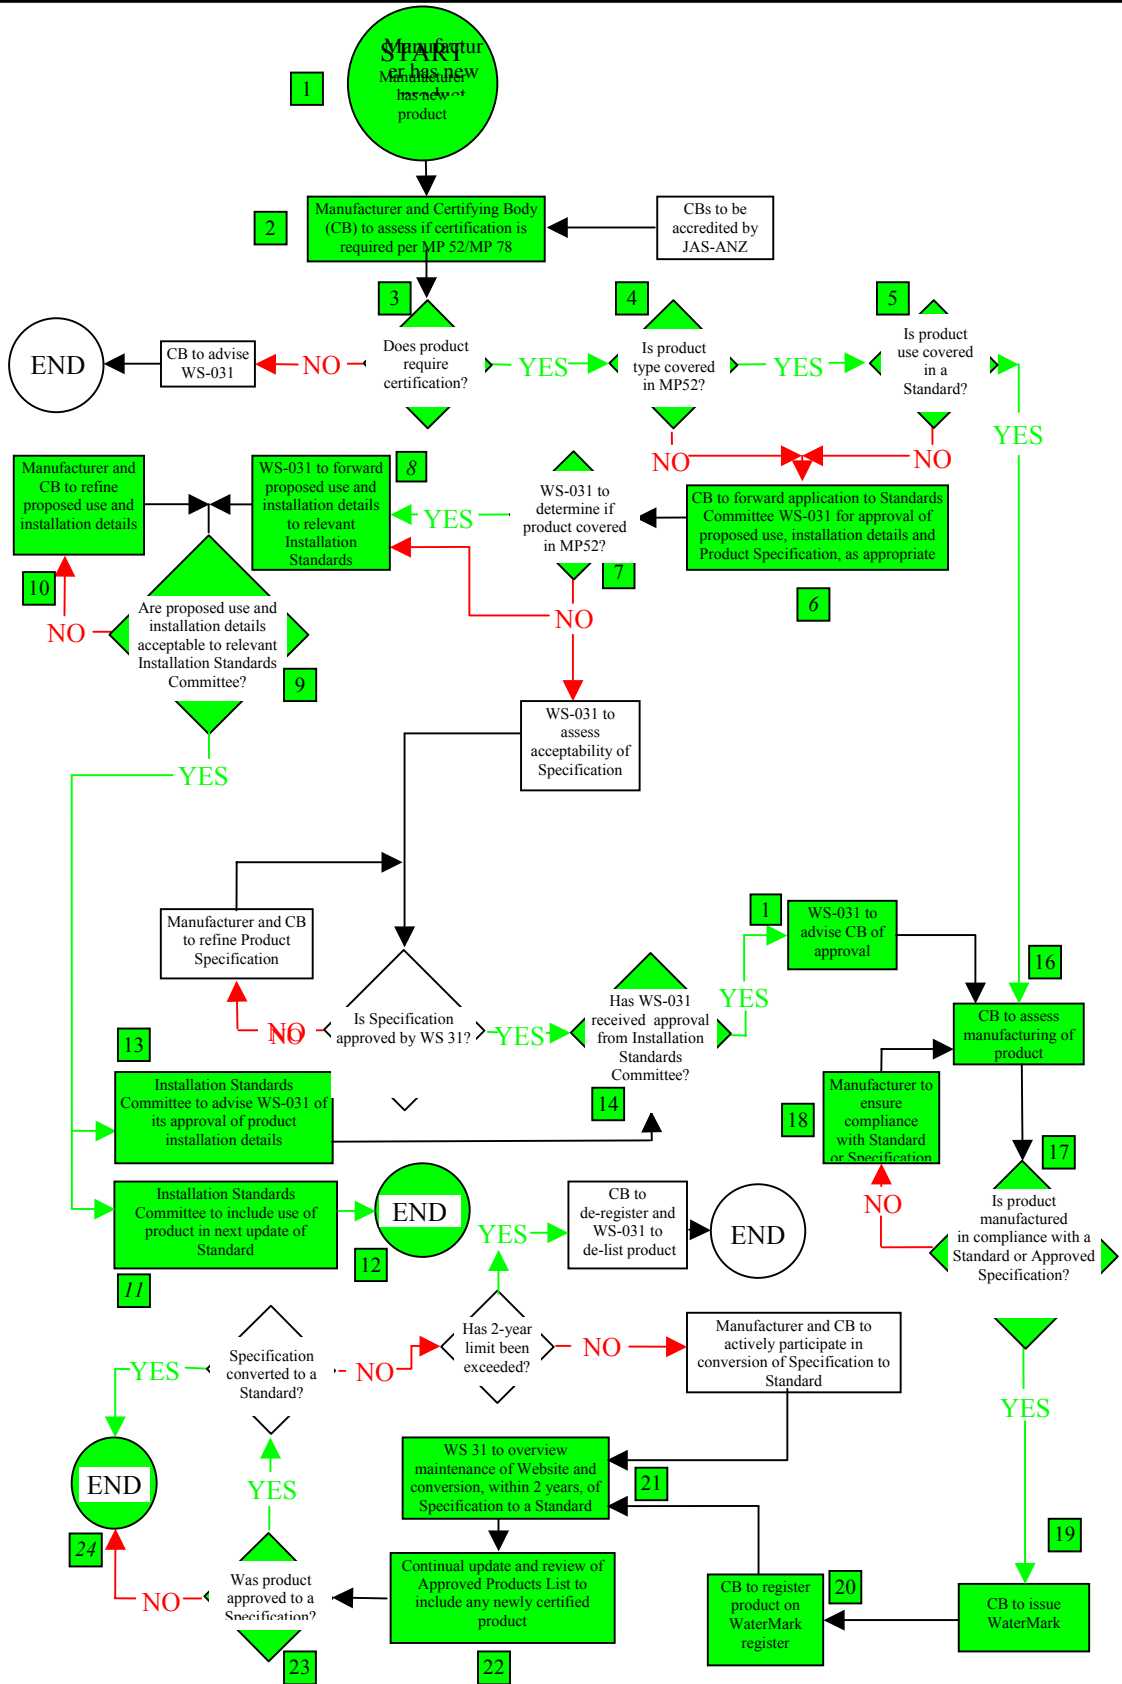 START
Manufactur
er has new
product
Manufacturer
has new
product
1
2
Manufacturer and Certifying Body
(CB) to assess if certification is
required per MP 52/MP 78
CBs to be
accredited by
JAS-ANZ
3
4
5
END
CB to advise
WS-031
NO
Does product
require
certification?
YES
Is product
type covered
in MP52?
YES
Is product
use covered
in a
Standard?
YES
NO
NO
Manufacturer and
CB to refine
proposed use and
installation details
WS-031 to forward
proposed use and
installation details
to relevant
Installation
Standards
8
YES
WS-031 to
determine if
product covered
in MP52?
7
CB to forward application to Standards
Committee WS-031 for approval of
proposed use, installation details and
Product Specification, as appropriate
6
10
NO
Are proposed use and
installation details
acceptable to relevant
Installation Standards
Committee?
9
NO
YES
WS-031 to
assess
acceptability of
Specification
Manufacturer and CB
to refine Product
Specification
NO
NO
Is Specification
approved by WS 31?
YES
Has WS-031
received approval
from Installation
Standards
Committee?
14
YES
1
WS-031 to
advise CB of
approval
16
CB to assess
manufacturing of
product
13
Installation Standards
Committee to advise WS-031 of
its approval of product
installation details
18
Manufacturer to
ensure
compliance
with Standard
or Specification
17
NO
Is product
manufactured
in compliance with a
Standard or Approved
Specification?
Installation Standards
Committee to include use of
product in next update of
Standard
11
END
12
YES
CB to
de-register and
WS-031 to
de-list product
END
YES
Specification
converted to a
Standard?
NO
Has 2-year
limit been
exceeded?
NO
Manufacturer and CB to
actively participate in
conversion of Specification to
Standard
YES
END
24
YES
WS 31 to overview
maintenance of Website and
conversion, within 2 years, of
Specification to a Standard
21
19
NO
Was product
approved to a
Specification?
23
Continual update and review of
Approved Products List to
include any newly certified
product
22
CB to register
product on
WaterMark
register
20
CB to issue
WaterMark